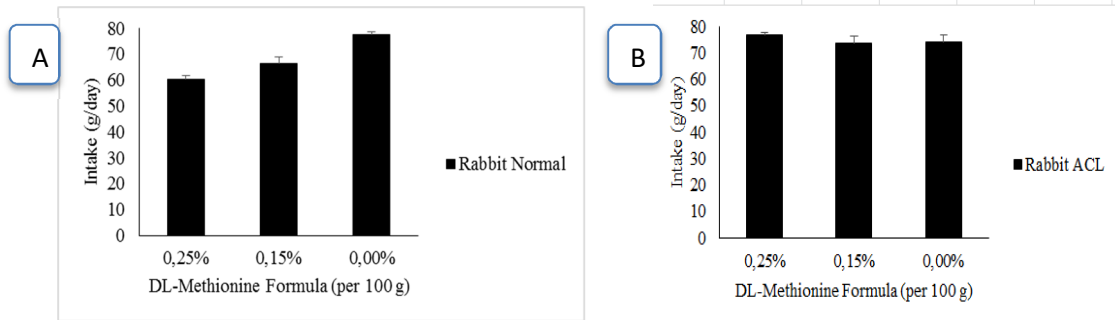 A
80
70
60
50
40
30
20
10
0
Intake (g/day)
0,25% 0,15% 0,00%
DL-Methionine Formula (per 100 g)
Rabbit Normal
B
80
70
60
50
40
30
20
10
0
Intake (g/day)
0,25% 0,15% 0,00%
DL-Methionine Formula (per 100 g)
Rabbit ACL